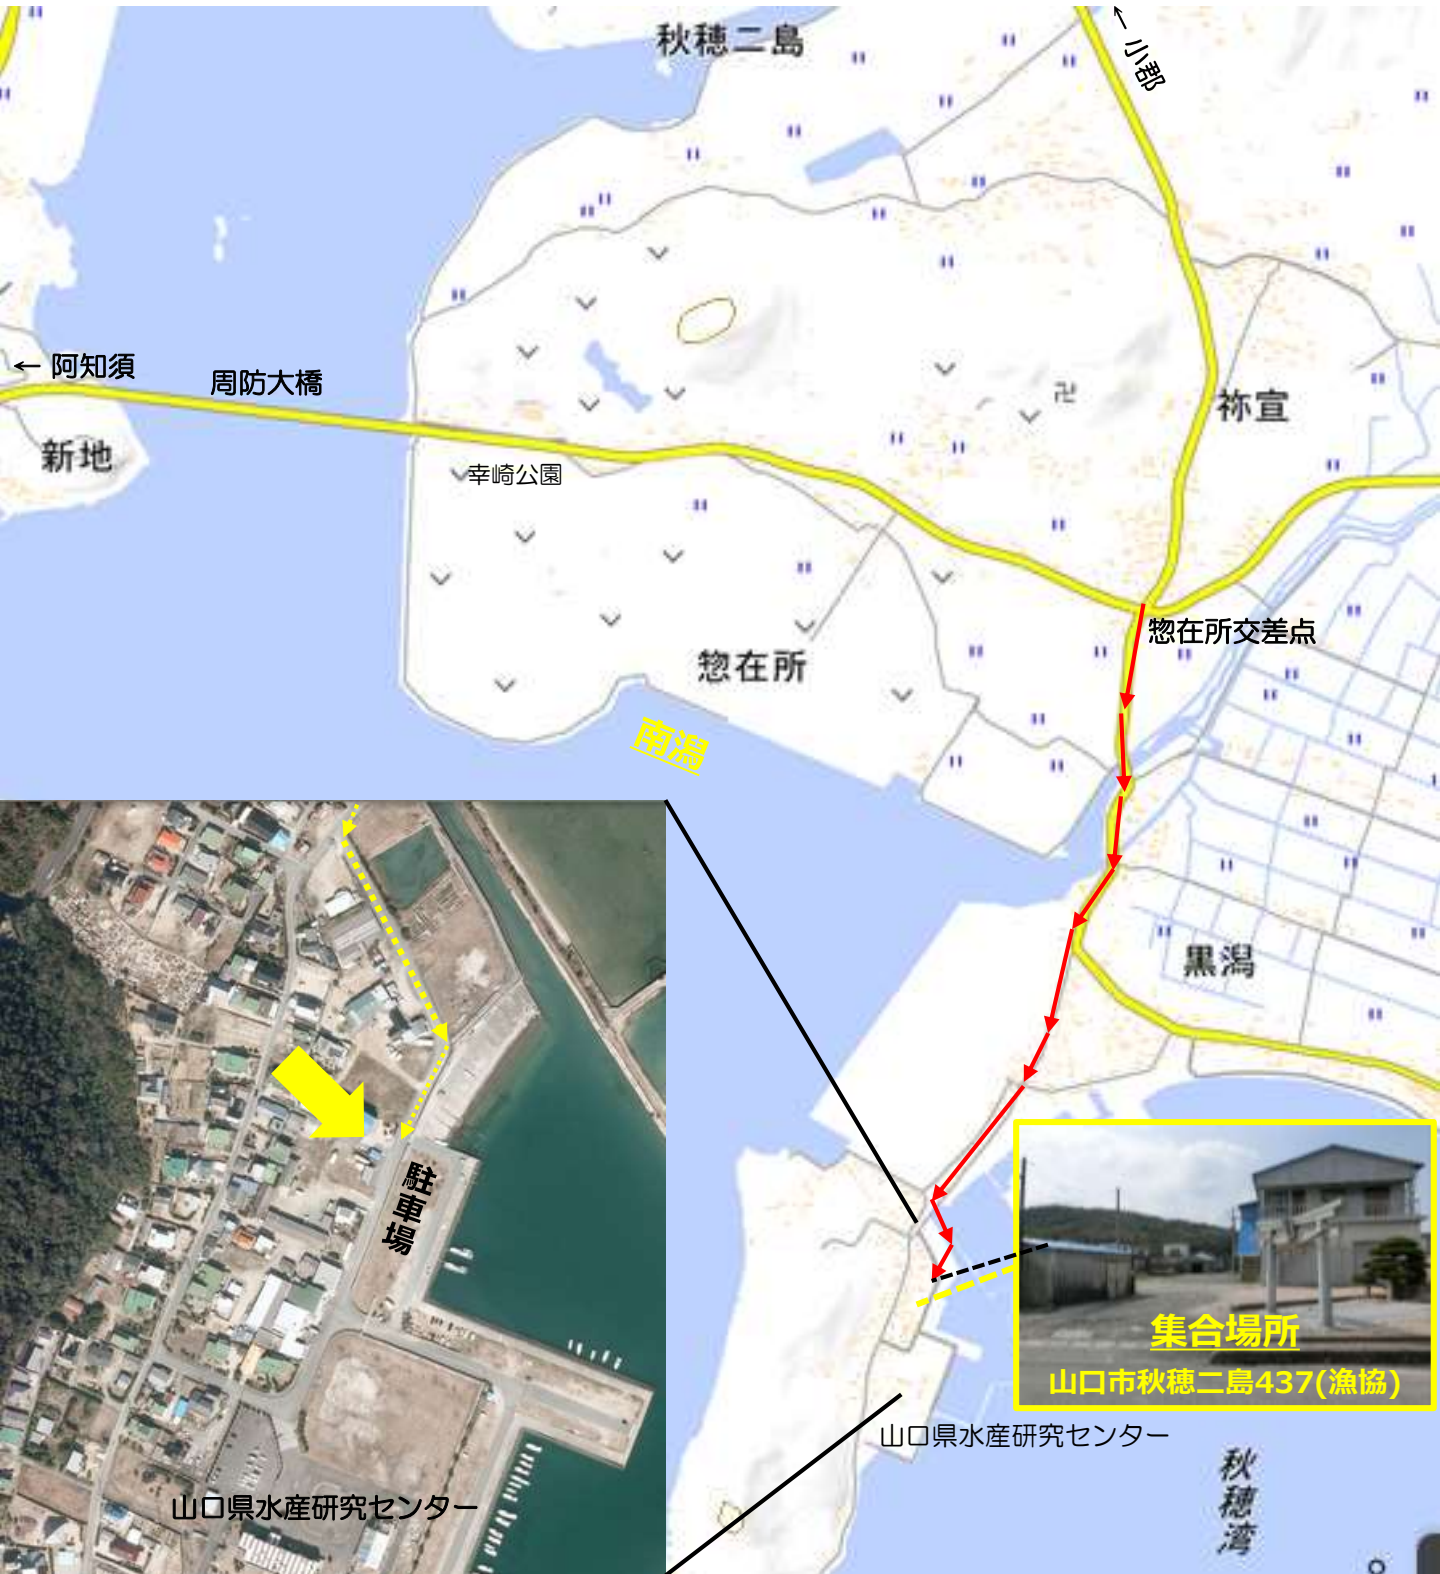 秋穂二島
← 小郡
← 阿知須
周防大橋
祢宜
新地
幸崎公園
惣在所交差点
惣在所
南潟
黒潟
駐車場
集合場所
山口市秋穂二島437(漁協)
山口県水産研究センター
秋穂湾
山口県水産研究センター